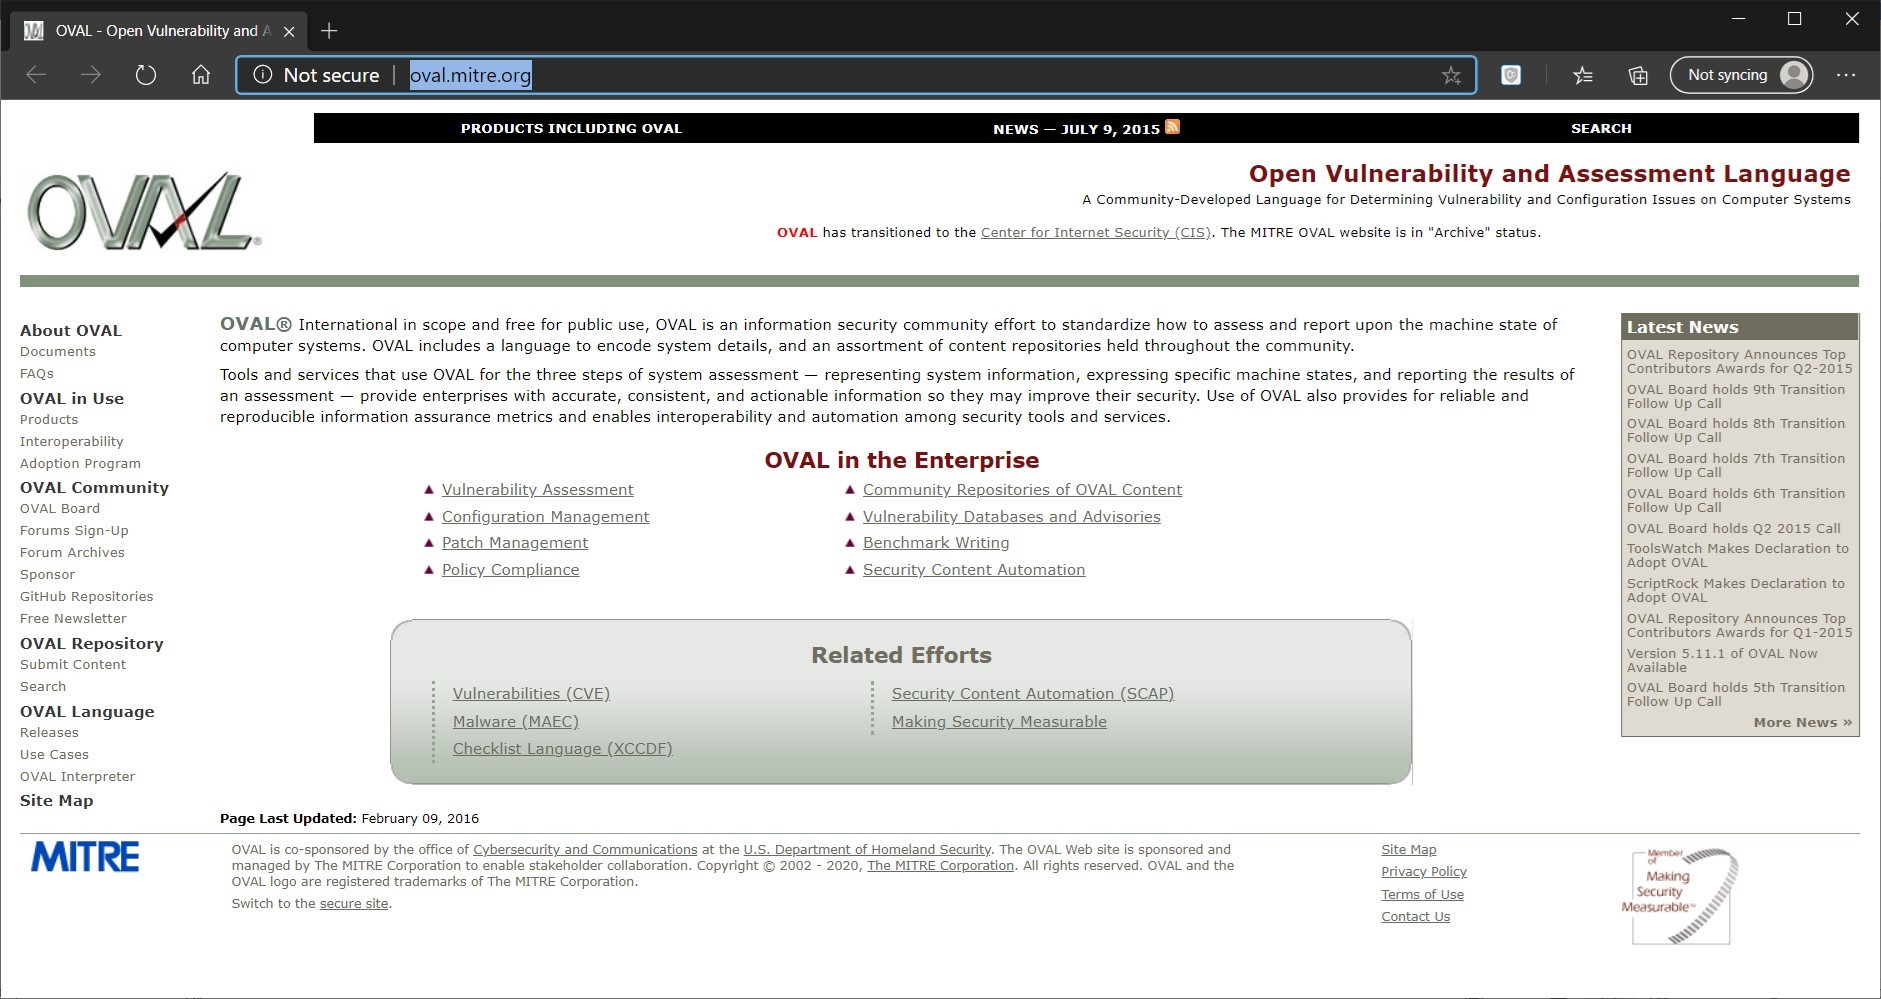 OVAL - Open Vulnerability and A
Not secure | oval.mitre.org
Not syncing
PRODUCTS INCLUDING OVAL
NEWS — JULY 9, 2015
SEARCH
OVAL®
Open Vulnerability and Assessment Language
A Community-Developed Language for Determining Vulnerability and Configuration Issues on Computer Systems
OVAL has transitioned to the Center for Internet Security (CIS). The MITRE OVAL website is in "Archive" status.
About OVAL
Documents
FAQs
OVAL in Use
Products
Interoperability
Adoption Program
OVAL Community
OVAL Board
Forums Sign-Up
Forum Archives
Sponsor
GitHub Repositories
Free Newsletter
OVAL Repository
Submit Content
Search
OVAL Language
Releases
Use Cases
OVAL Interpreter
Site Map
OVAL® International in scope and free for public use, OVAL is an information security community effort to standardize how to assess and report upon the machine state of
computer systems. OVAL includes a language to encode system details, and an assortment of content repositories held throughout the community.
Tools and services that use OVAL for the three steps of system assessment — representing system information, expressing specific machine states, and reporting the results of
an assessment — provide enterprises with accurate, consistent, and actionable information so they may improve their security. Use of OVAL also provides for reliable and
reproducible information assurance metrics and enables interoperability and automation among security tools and services.
OVAL in the Enterprise
Vulnerability Assessment
Configuration Management
Patch Management
Policy Compliance
Community Repositories of OVAL Content
Vulnerability Databases and Advisories
Benchmark Writing
Security Content Automation
Related Efforts
Vulnerabilities (CVE)
Malware (MAEC)
Checklist Language (XCCDF)
Security Content Automation (SCAP)
Making Security Measurable
Page Last Updated: February 09, 2016
Latest News
OVAL Repository Announces Top
Contributors Awards for Q2-2015
OVAL Board holds 9th Transition
Follow Up Call
OVAL Board holds 8th Transition
Follow Up Call
OVAL Board holds 7th Transition
Follow Up Call
OVAL Board holds 6th Transition
Follow Up Call
OVAL Board holds Q2 2015 Call
ToolsWatch Makes Declaration to
Adopt OVAL
ScriptRock Makes Declaration to
Adopt OVAL
OVAL Repository Announces Top
Contributors Awards for Q1-2015
Version 5.11.1 of OVAL Now
Available
OVAL Board holds 5th Transition
Follow Up Call
More News »
MITRE
OVAL is co-sponsored by the office of Cybersecurity and Communications at the U.S. Department of Homeland Security. The OVAL Web site is sponsored and
managed by The MITRE Corporation to enable stakeholder collaboration. Copyright © 2002 - 2020, The MITRE Corporation. All rights reserved. OVAL and the
OVAL logo are registered trademarks of The MITRE Corporation.
Switch to the secure site.
Site Map
Privacy Policy
Terms of Use
Contact Us
Member
of
Making
Security
Measurable™